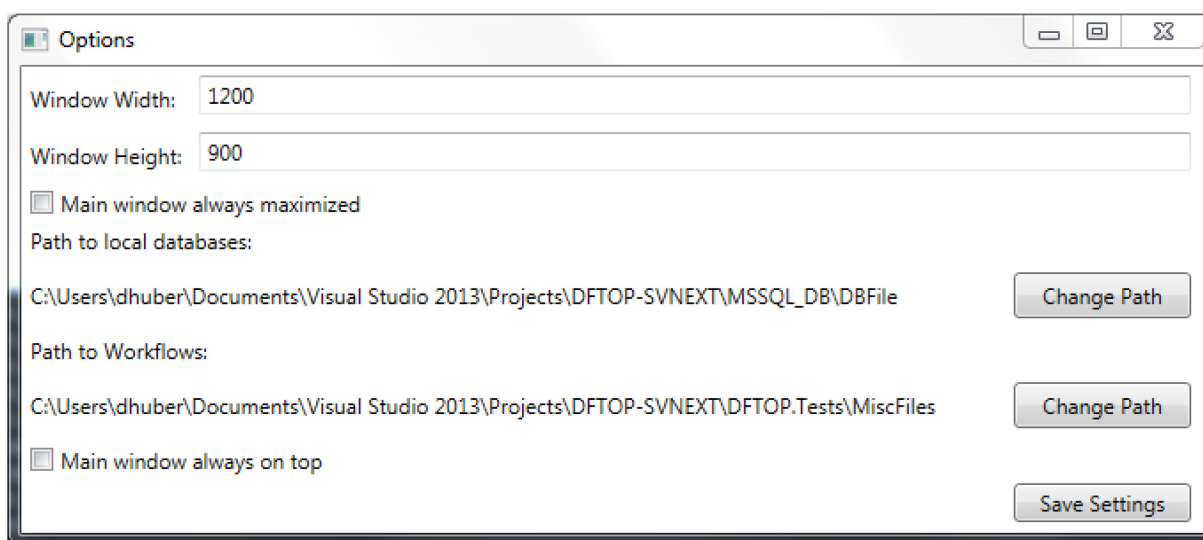 Options
Window Width: 1200
Window Height: 900
Main window always maximized
Path to local databases:
C:\Users\dhuber\Documents\Visual Studio 2013\Projects\DFTOP-SVNEXT\MSSQL_DB\DBFile Change Path
Path to Workflows:
C:\Users\dhuber\Documents\Visual Studio 2013\Projects\DFTOP-SVNEXT\DFTOP.Tests\MiscFiles Change Path
Main window always on top
Save Settings